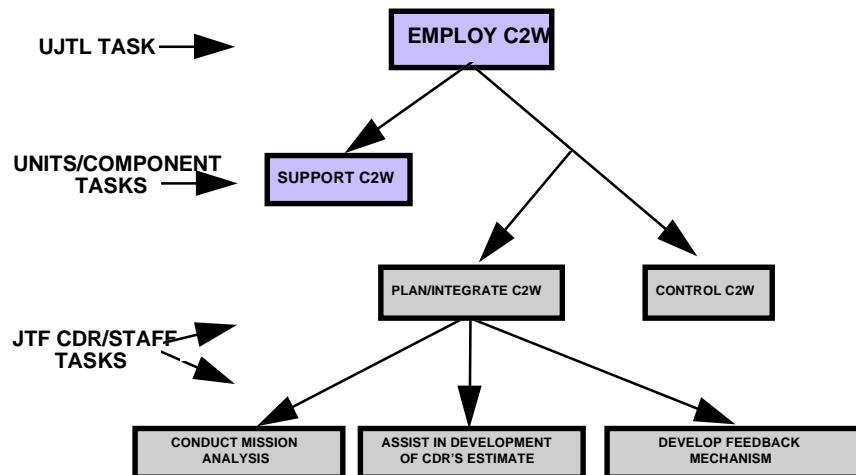 EMPLOY C2W
UJTL TASK
UNITS/COMPONENT
TASKS
SUPPORT C2W
PLAN/INTEGRATE C2W
CONTROL C2W
JTF CDR/STAFF
TASKS
CONDUCT MISSION
ANALYSIS
ASSIST IN DEVELOPMENT
OF CDR'S ESTIMATE
DEVELOP FEEDBACK
MECHANISM